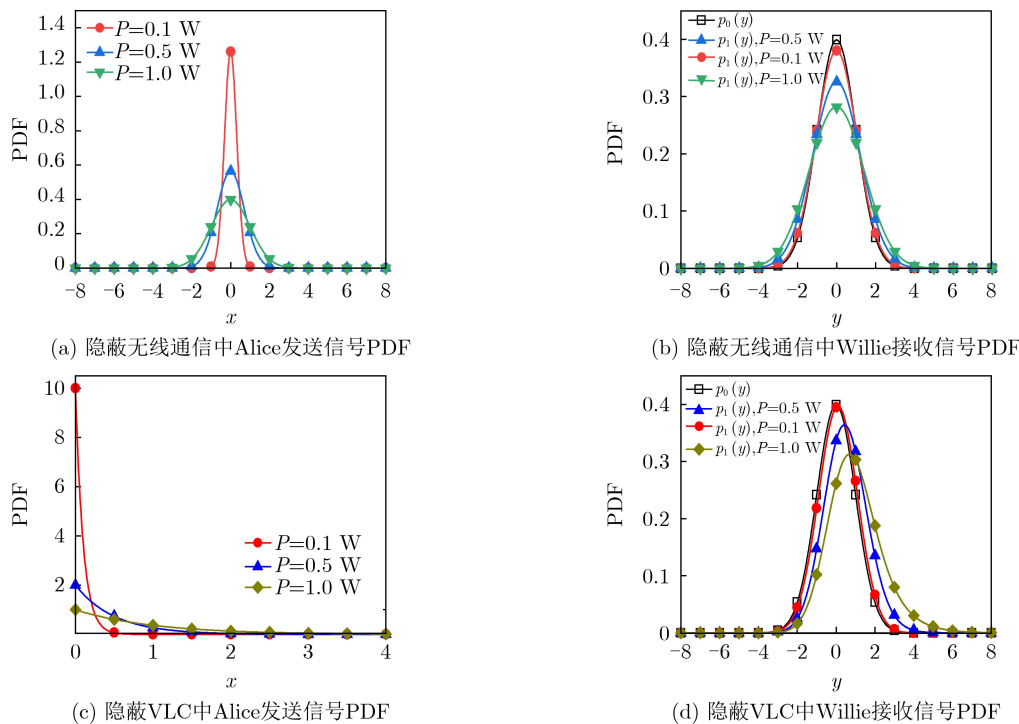 1.4
1.2
1.0
0.8
0.6
0.4
0.2
0
PDF
P=0.1 W
P=0.5 W
P=1.0 W
−8 −6 −4 −2 0 2 4 6 8
x
(a) 隐蔽无线通信中Alice发送信号PDF
0.4
0.3
0.2
0.1
0
PDF
p₀(y)
p₁(y),P=0.5 W
p₁(y),P=0.1 W
p₁(y),P=1.0 W
−8 −6 −4 −2 0 2 4 6 8
y
(b) 隐蔽无线通信中Willie接收信号PDF
10
8
6
4
2
0
PDF
P=0.1 W
P=0.5 W
P=1.0 W
0 1 2 3 4
x
(c) 隐蔽VLC中Alice发送信号PDF
0.4
0.3
0.2
0.1
0
PDF
p₀(y)
p₁(y),P=0.5 W
p₁(y),P=0.1 W
p₁(y),P=1.0 W
−8 −6 −4 −2 0 2 4 6 8
y
(d) 隐蔽VLC中Willie接收信号PDF